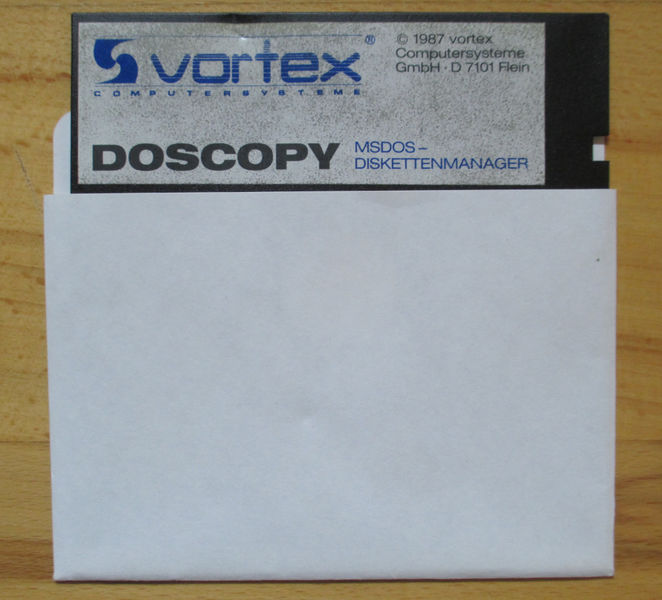 vortex®
COMPUTERSYSTEME
© 1987 vortex
Computersysteme
GmbH · D 7101 Flein
DOSCOPY
MSDOS –
DISKETTENMANAGER